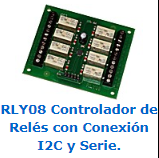 RLY08 Controlador de
Relés con Conexión
I2C y Serie.